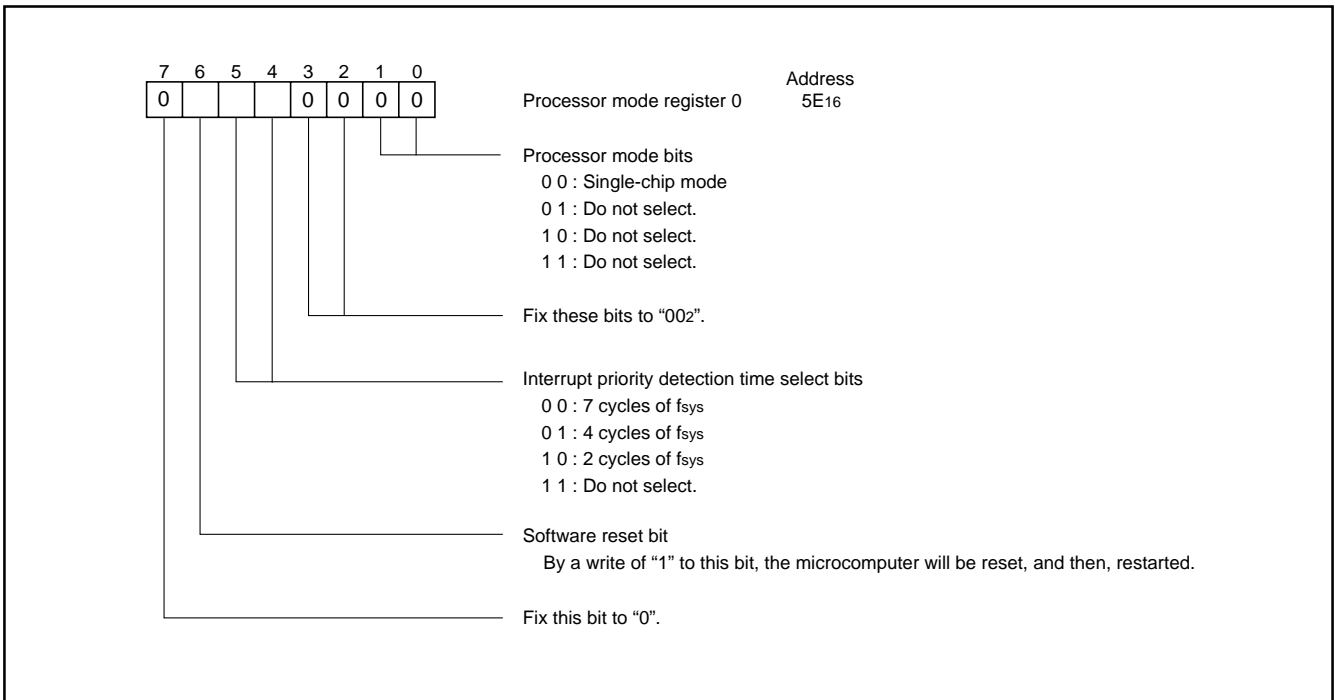 7 6 5 4 3 2 1 0
Address
0 0 0 0 0
Processor mode register 0 5E16
Processor mode bits
0 0 : Single-chip mode
0 1 : Do not select.
1 0 : Do not select.
1 1 : Do not select.
Fix these bits to “002”.
Interrupt priority detection time select bits
0 0 : 7 cycles of fsys
0 1 : 4 cycles of fsys
1 0 : 2 cycles of fsys
1 1 : Do not select.
Software reset bit
By a write of “1” to this bit, the microcomputer will be reset, and then, restarted.
Fix this bit to “0”.